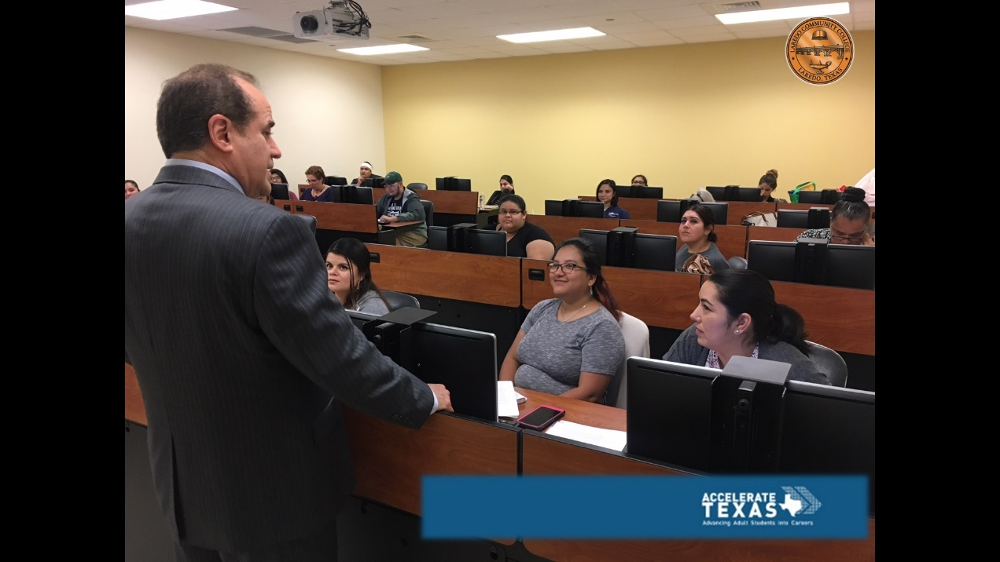 LAREDO COMMUNITY COLLEGE
LAREDO, TEXAS
ACCELERATE
TEXAS
Advancing Adult Students into Careers